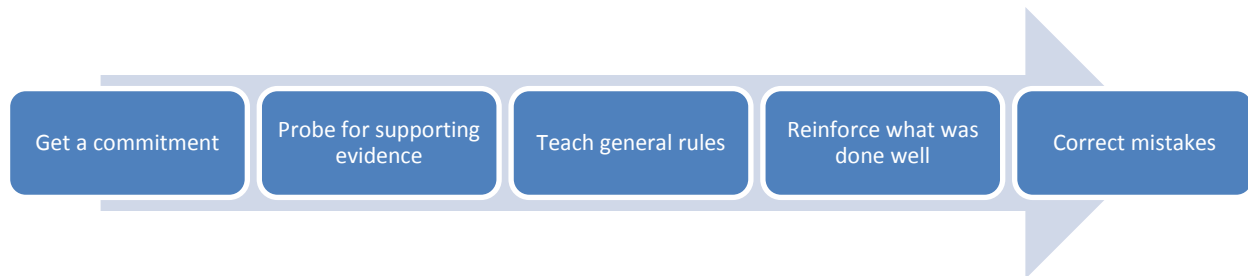 Get a commitment
Probe for supporting
evidence
Teach general rules
Reinforce what was
done well
Correct mistakes